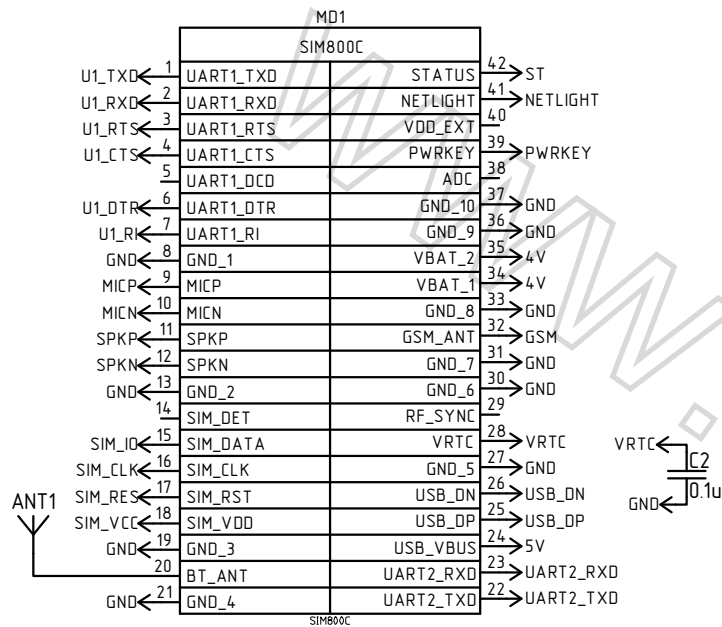 MD1
SIM800C
U1_TXD 1 UART1_TXD STATUS 42 ST
U1_RXD 2 UART1_RXD NETLIGHT 41 NETLIGHT
U1_RTS 3 UART1_RTS VDD_EXT 40
U1_CTS 4 UART1_CTS PWRKEY 39 PWRKEY
5 UART1_DCD ADC 38
U1_DTR 6 UART1_DTR GND_10 37 GND
U1_RI 7 UART1_RI GND_9 36 GND
GND 8 GND_1 VBAT_2 35 4V
MICP 9 MICP VBAT_1 34 4V
MICN 10 MICN GND_8 33 GND
SPKP 11 SPKP GSM_ANT 32 GSM
SPKN 12 SPKN GND_7 31 GND
GND 13 GND_2 GND_6 30 GND
14 SIM_DET RF_SYNC 29
SIM_IO 15 SIM_DATA VRTC 28 VRTC
SIM_CLK 16 SIM_CLK GND_5 27 GND
SIM_RES 17 SIM_RST USB_DN 26 USB_DN
SIM_VCC 18 SIM_VDD USB_DP 25 USB_DP
GND 19 GND_3 USB_VBUS 24 5V
20 BT_ANT UART2_RXD 23 UART2_RXD
GND 21 GND_4 UART2_TXD 22 UART2_TXD
SIM800C
ANT1
VRTC
C2
0.1u
GND
www.